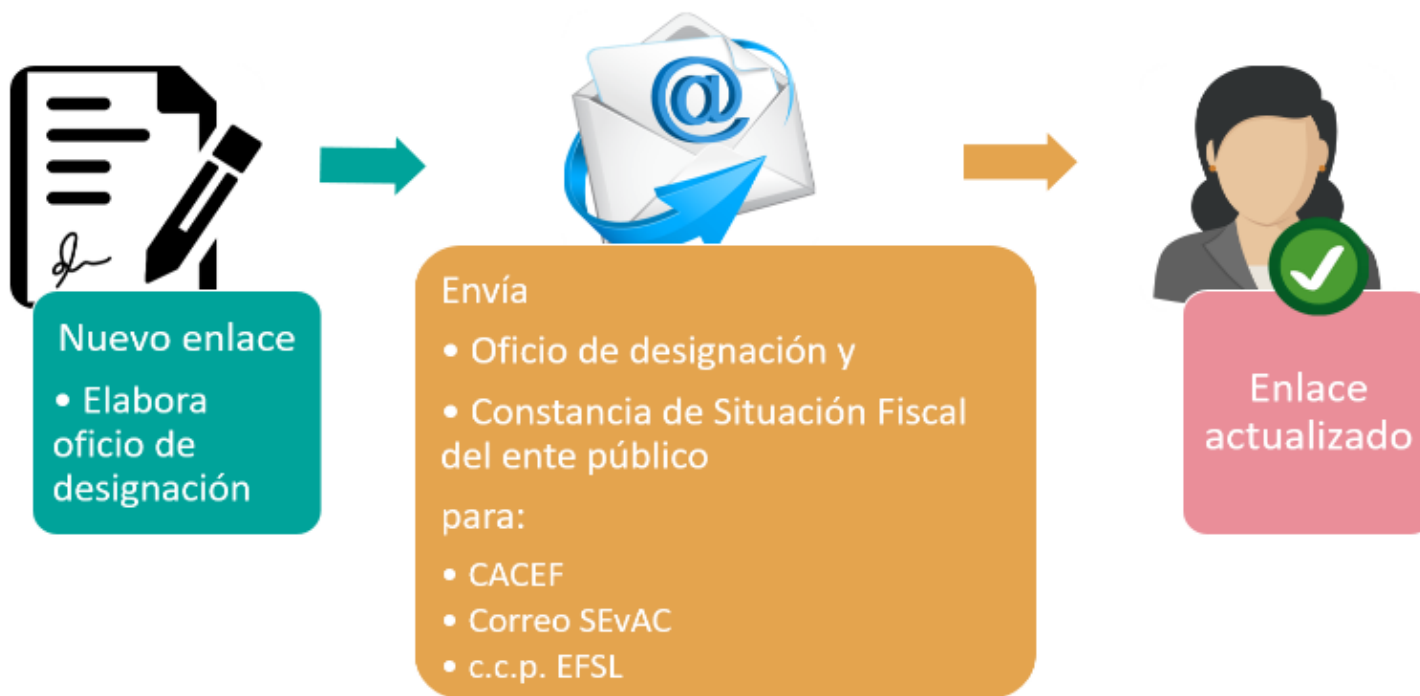 Nuevo enlace
• Elabora
oficio de
designación
Envía
• Oficio de designación y
• Constancia de Situación Fiscal
del ente público
para:
• CACEF
• Correo SEvAC
• c.c.p. EFSL
Enlace
actualizado